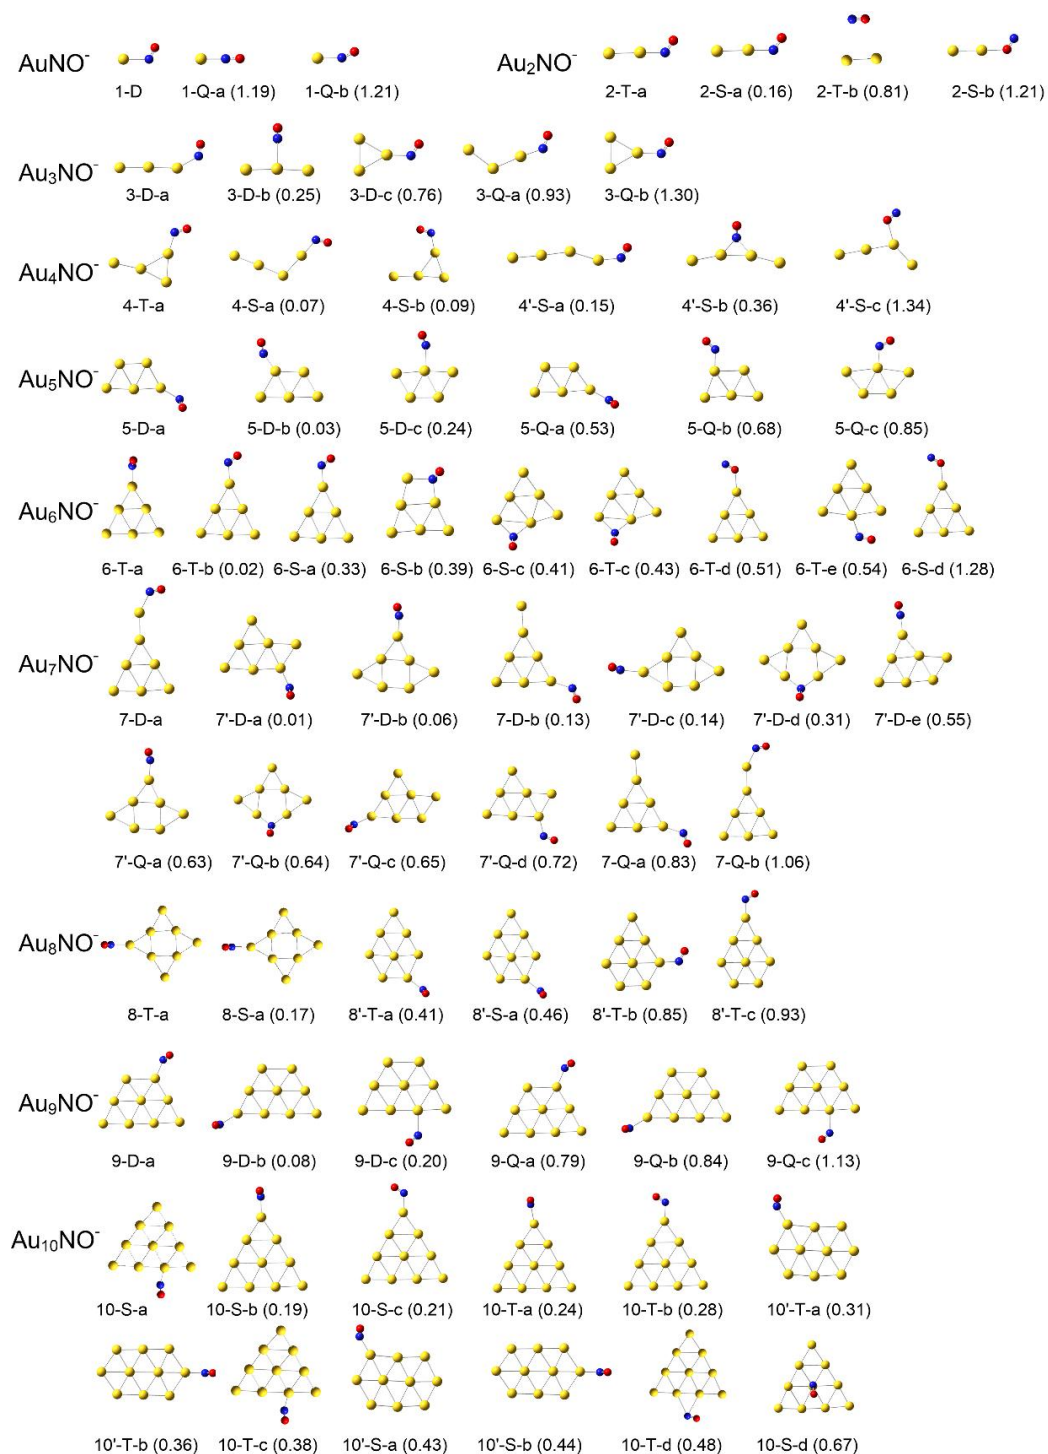 AuNO⁻ Au₂NO⁻
1-D 1-Q-a (1.19) 1-Q-b (1.21) 2-T-a 2-S-a (0.16) 2-T-b (0.81) 2-S-b (1.21)
Au₃NO⁻
3-D-a 3-D-b (0.25) 3-D-c (0.76) 3-Q-a (0.93) 3-Q-b (1.30)
Au₄NO⁻
4-T-a 4-S-a (0.07) 4-S-b (0.09) 4'-S-a (0.15) 4'-S-b (0.36) 4'-S-c (1.34)
Au₅NO⁻
5-D-a 5-D-b (0.03) 5-D-c (0.24) 5-Q-a (0.53) 5-Q-b (0.68) 5-Q-c (0.85)
Au₆NO⁻
6-T-a 6-T-b (0.02) 6-S-a (0.33) 6-S-b (0.39) 6-S-c (0.41) 6-T-c (0.43) 6-T-d (0.51) 6-T-e (0.54) 6-S-d (1.28)
Au₇NO⁻
7-D-a 7'-D-a (0.01) 7'-D-b (0.06) 7-D-b (0.13) 7'-D-c (0.14) 7'-D-d (0.31) 7'-D-e (0.55)
7'-Q-a (0.63) 7'-Q-b (0.64) 7'-Q-c (0.65) 7'-Q-d (0.72) 7-Q-a (0.83) 7-Q-b (1.06)
Au₈NO⁻
8-T-a 8-S-a (0.17) 8'-T-a (0.41) 8'-S-a (0.46) 8'-T-b (0.85) 8'-T-c (0.93)
Au₉NO⁻
9-D-a 9-D-b (0.08) 9-D-c (0.20) 9-Q-a (0.79) 9-Q-b (0.84) 9-Q-c (1.13)
Au₁₀NO⁻
10-S-a 10-S-b (0.19) 10-S-c (0.21) 10-T-a (0.24) 10-T-b (0.28) 10'-T-a (0.31)
10'-T-b (0.36) 10-T-c (0.38) 10'-S-a (0.43) 10'-S-b (0.44) 10-T-d (0.48) 10-S-d (0.67)